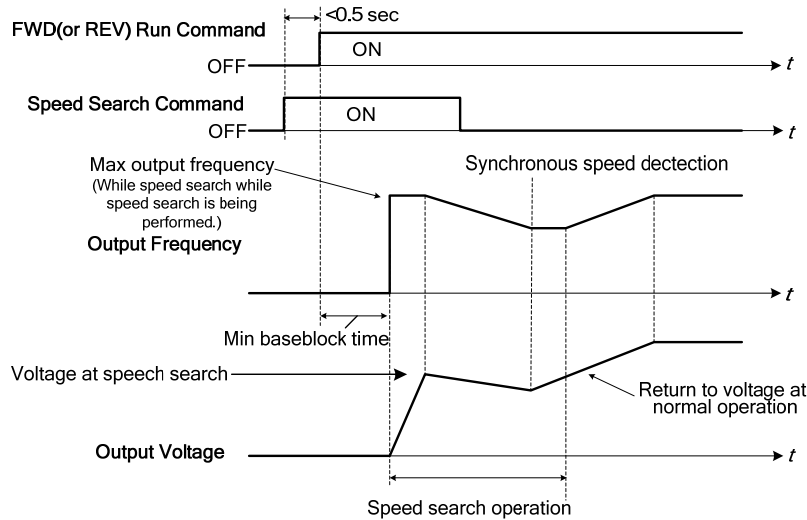 <0.5 sec
FWD(or REV) Run Command
ON
OFF
t
Speed Search Command
ON
OFF
t
Max output frequency
(While speed search while
speed search is being
performed.)
Synchronous speed dectection
Output Frequency
t
Min baseblock time
Voltage at speech search
Return to voltage at
normal operation
Output Voltage
t
Speed search operation